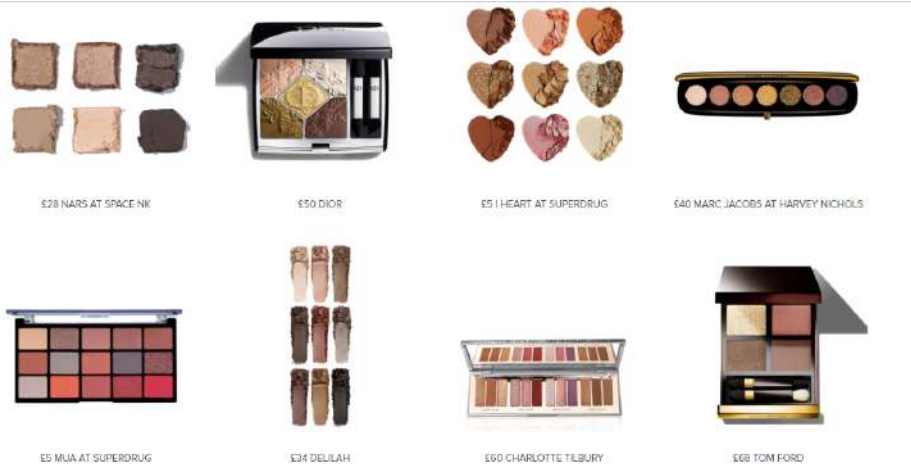 £28 NARS AT SPACE NK
£50 DIOR
£5 I HEART AT SUPERDRUG
£40 MARC JACOBS AT HARVEY NICHOLS
£5 MUA AT SUPERDRUG
£34 DELILAH
£60 CHARLOTTE TILBURY
£68 TOM FORD